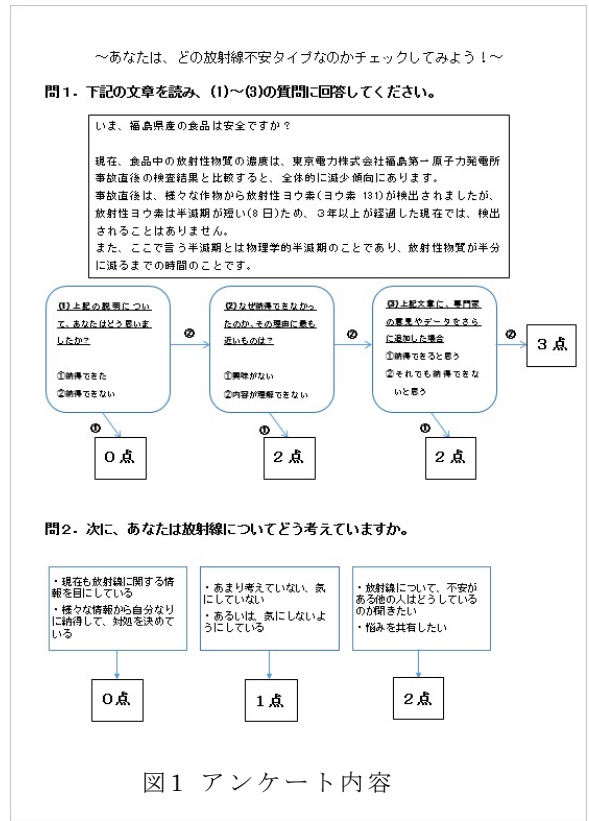 ～あなたは、どの放射線不安タイプなのかチェックしてみよう！～
問１．下記の文章を読み、(1)～(3)の質問に回答してください。
いま、福島県産の食品は安全ですか？
現在、食品中の放射性物質の濃度は、東京電力株式会社福島第一原子力発電所
事故直後の検査結果と比較すると、全体的に減少傾向にあります。
事故直後は、様々な作物から放射性ヨウ素(ヨウ素 131)が検出されましたが、
放射性ヨウ素は半減期が短い(8 日)ため、３年以上が経過した現在では、検出
されることはありません。
また、ここで言う半減期とは物理学的半減期のことであり、放射性物質が半分
に減るまでの時間のことです。
(1)上記の説明につい
て、あなたはどう思いま
したか？
①納得できた
②納得できない
②
①
０点
(2)なぜ納得できなかっ
たのか、その理由に最も
近いものは？
①興味がない
②内容が理解できない
②
①
２点
(3)上記文章に、専門家
の意見やデータをさら
に追加した場合
①納得できると思う
②それでも納得できな
いと思う
②
３点
①
２点
問２．次に、あなたは放射線についてどう考えていますか。
・現在も放射線に関する情
報を目にしている
・様々な情報から自分なり
に納得して、対処を決めて
いる
０点
・あまり考えていない、気
にしていない
・あるいは、気にしないよ
うにしている
１点
・放射線について、不安が
ある他の人はどうしている
のか聞きたい
・悩みを共有したい
２点
図1 アンケート内容